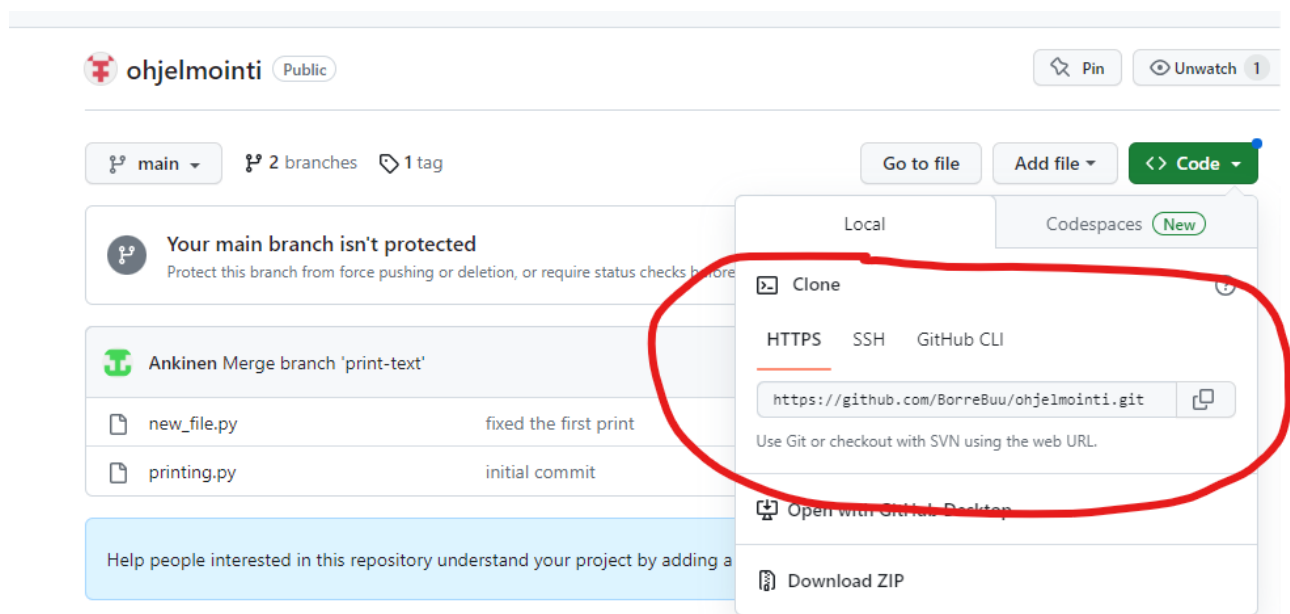 ohjelmointi Public
Pin
Unwatch 1
main
2 branches
1 tag
Go to file
Add file
<> Code
Local
Codespaces New
Your main branch isn't protected
Protect this branch from force pushing or deletion, or require status checks before
Clone
HTTPS SSH GitHub CLI
https://github.com/BorreBuu/ohjelmointi.git
Use Git or checkout with SVN using the web URL.
Ankinen Merge branch 'print-text'
new_file.py fixed the first print
printing.py initial commit
Open with GitHub Desktop
Help people interested in this repository understand your project by adding a
Download ZIP